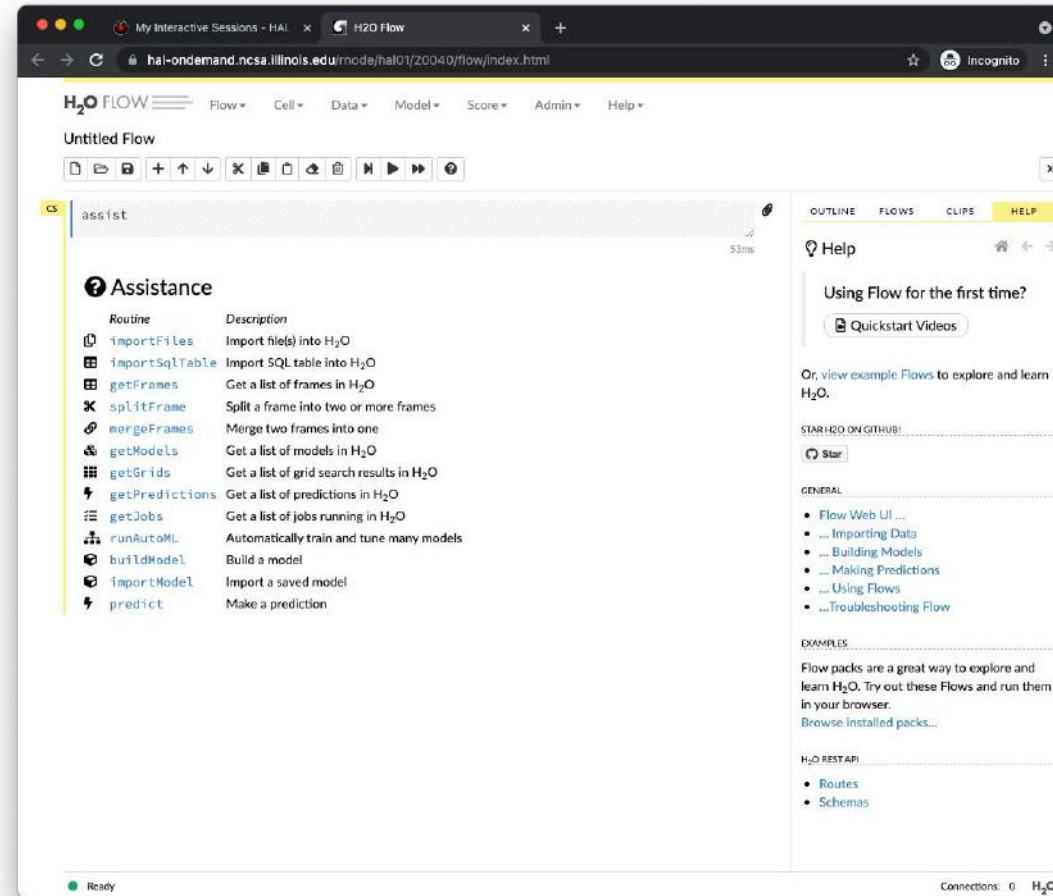 My Interactive Sessions - HAL
H2O Flow
hal-ondemand.ncsa.illinois.edu/rnode/hal01/20040/flow/index.html
Incognito
H₂O FLOW
Flow
Cell
Data
Model
Score
Admin
Help
Untitled Flow
CS
assist
53ms
Assistance
Routine Description
importFiles Import file(s) into H₂O
importSqlTable Import SQL table into H₂O
getFrames Get a list of frames in H₂O
splitFrame Split a frame into two or more frames
mergeFrames Merge two frames into one
getModels Get a list of models in H₂O
getGrids Get a list of grid search results in H₂O
getPredictions Get a list of predictions in H₂O
getJobs Get a list of jobs running in H₂O
runAutoML Automatically train and tune many models
buildModel Build a model
importModel Import a saved model
predict Make a prediction
OUTLINE FLOWS CLIPS HELP
Help
Using Flow for the first time?
Quickstart Videos
Or, view example Flows to explore and learn
H₂O.
STAR H2O ON GITHUB!
Star
GENERAL
• Flow Web UI ...
• ... Importing Data
• ... Building Models
• ... Making Predictions
• ... Using Flows
• ...Troubleshooting Flow
EXAMPLES
Flow packs are a great way to explore and
learn H₂O. Try out these Flows and run them
in your browser.
Browse installed packs...
H₂O REST API
• Routes
• Schemas
Ready
Connections: 0 H₂O